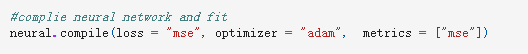 #complie neural network and fit
neural.compile(loss = "mse", optimizer = "adam",  metrics = ["mse"])